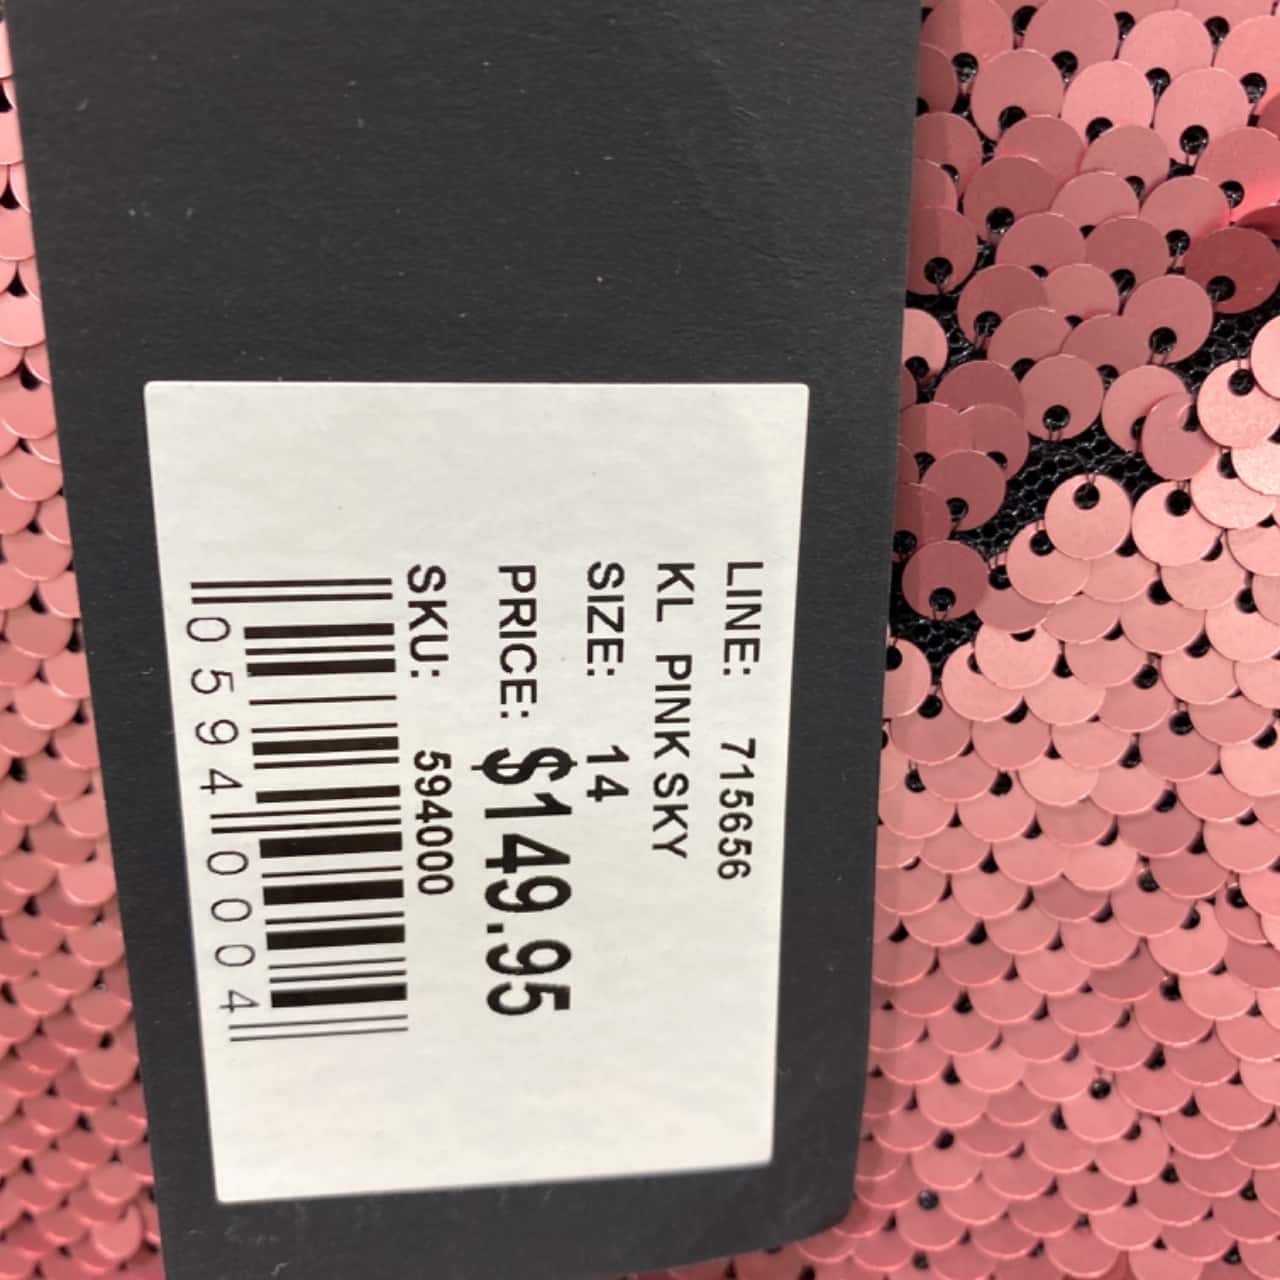 LINE: 715656
KL PINK SKY
SIZE: 14
PRICE: $149.95
SKU: 594000
05940004